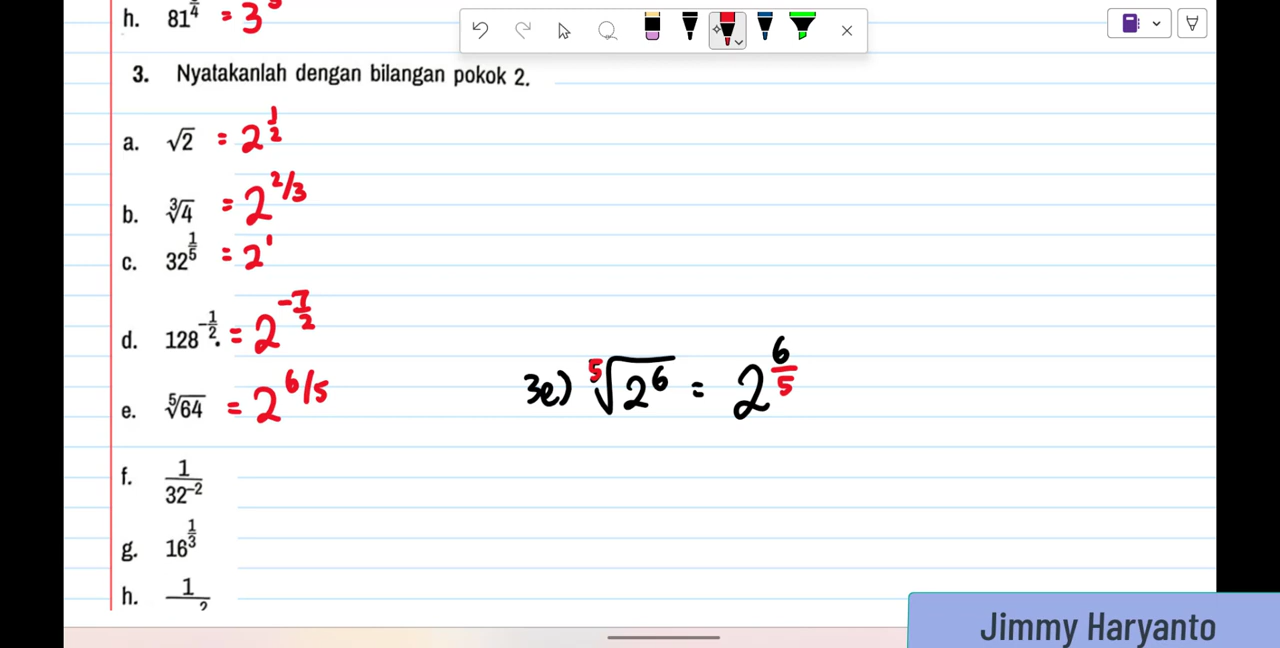 h. 81^{1/4} = 3
3. Nyatakanlah dengan bilangan pokok 2.
a. √2 = 2^{1/2}
b. ∛4 = 2^{2/3}
c. 32^{1/5} = 2^1
d. 128^{-1/2}. = 2^{-7/2}
e. ⁵√64 = 2^{6/5}
3e) ⁵√2^6 = 2^{6/5}
f. 1/32^{-2}
g. 16^{1/3}
h. 1
Jimmy Haryanto